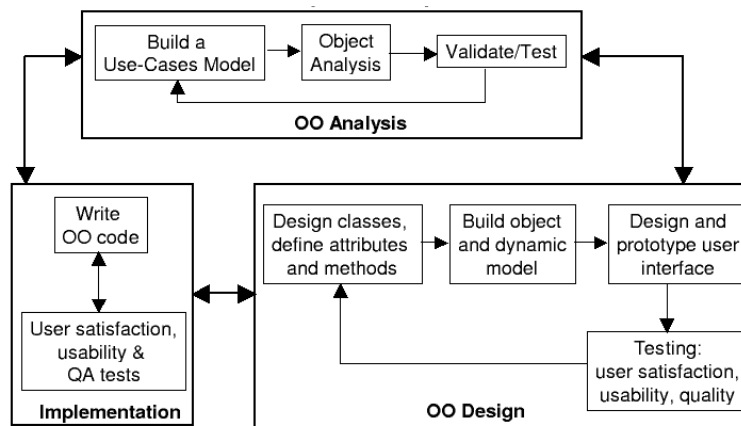 Build a
Use-Cases Model
Object
Analysis
Validate/Test
OO Analysis
Write
OO code
User satisfaction,
usability &
QA tests
Implementation
Design classes,
define attributes
and methods
Build object
and dynamic
model
Design and
prototype user
interface
Testing:
user satisfaction,
usability, quality
OO Design